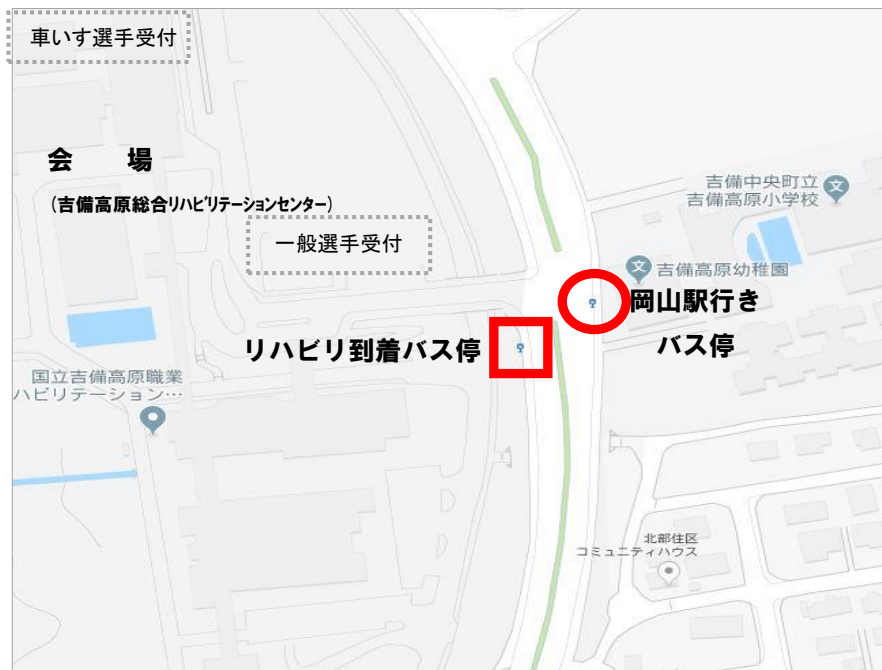 車いす選手受付
会　場
(吉備高原総合リハビリテーションセンター)
一般選手受付
吉備中央町立
吉備高原小学校
文
文
吉備高原幼稚園
岡山駅行き
バス停
リハビリ到着バス停
国立吉備高原職業
ハビリテーション…
北部住区
コミュニティハウス